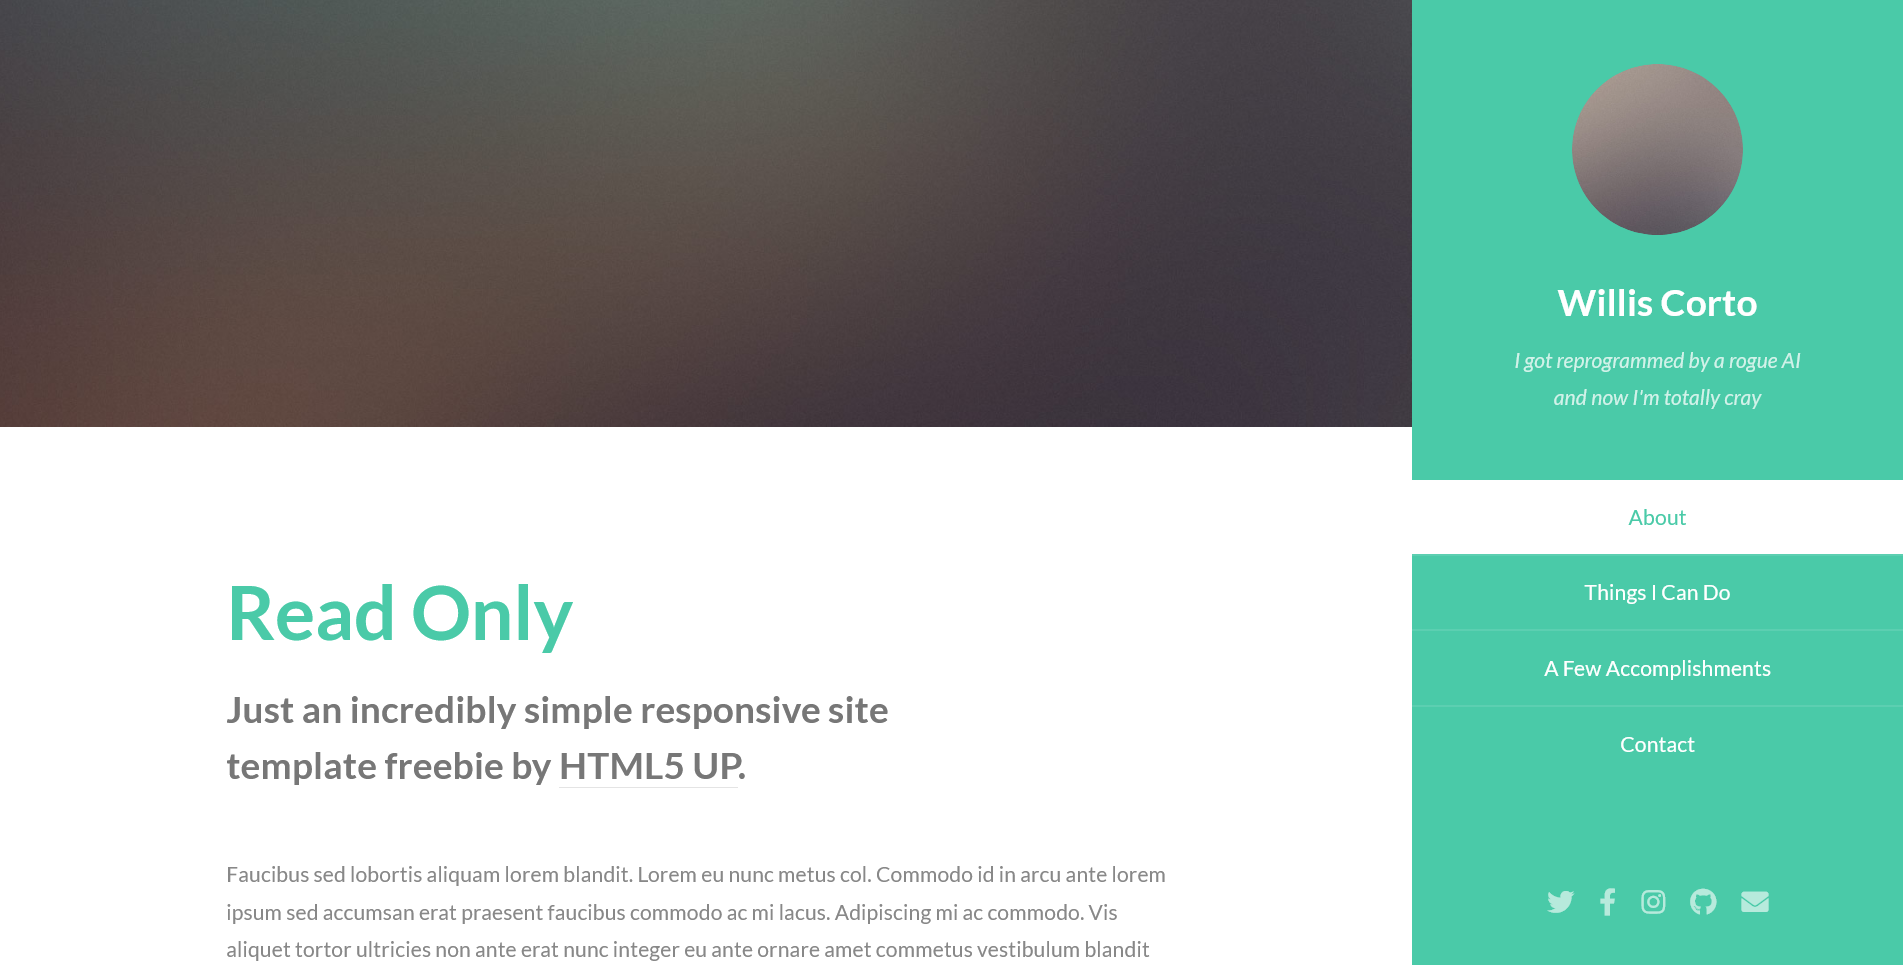 Read Only
Just an incredibly simple responsive site
template freebie by HTML5 UP.
Faucibus sed lobortis aliquam lorem blandit. Lorem eu nunc metus col. Commodo id in arcu ante lorem
ipsum sed accumsan erat praesent faucibus commodo ac mi lacus. Adipiscing mi ac commodo. Vis
aliquet tortor ultricies non ante erat nunc integer eu ante ornare amet commetus vestibulum blandit
Willis Corto
I got reprogrammed by a rogue AI
and now I'm totally cray
About
Things I Can Do
A Few Accomplishments
Contact